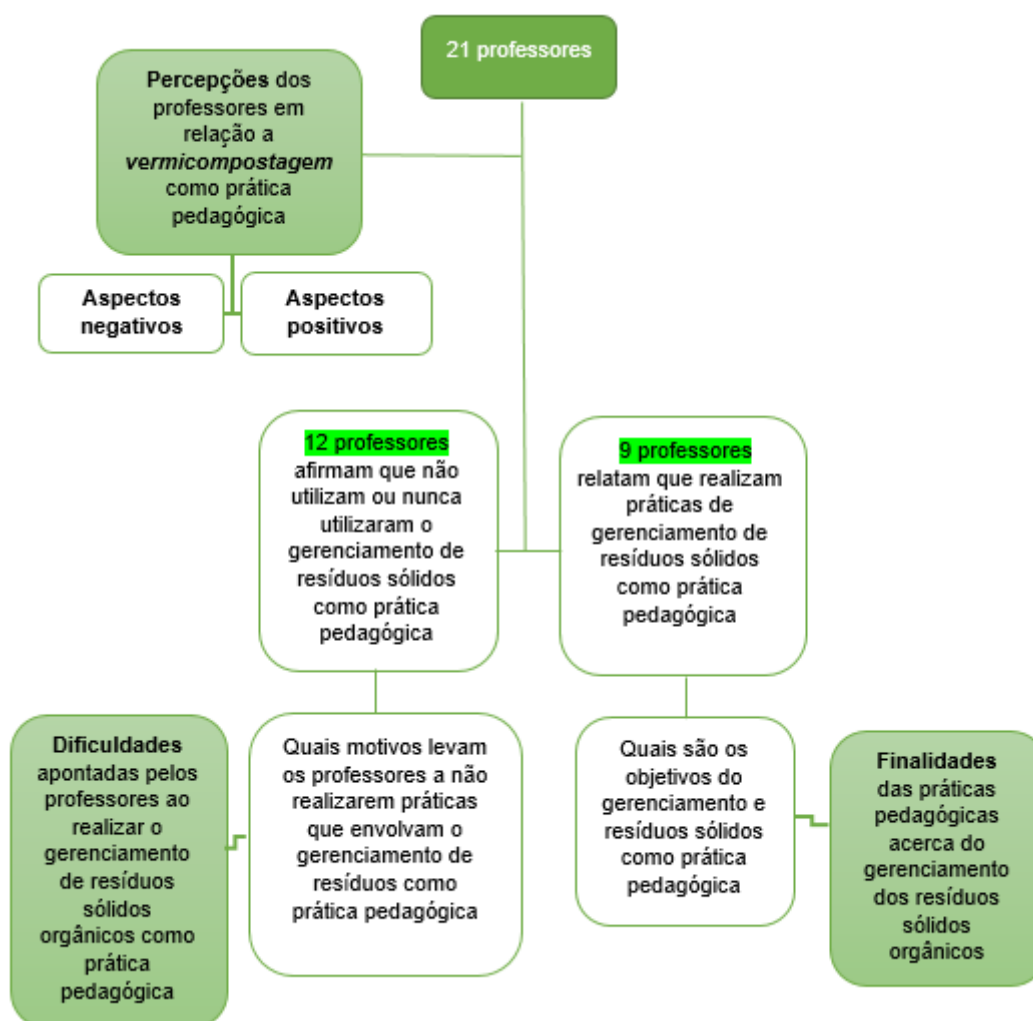 21 professores
Percepções dos
professores em
relação a
vermicompostagem
como prática
pedagógica
Aspectos
negativos
Aspectos
positivos
12 professores
afirmam que não
utilizam ou nunca
utilizaram o
gerenciamento de
resíduos sólidos
como prática
pedagógica
9 professores
relatam que realizam
práticas de
gerenciamento de
resíduos sólidos
como prática
pedagógica
Dificuldades
apontadas pelos
professores ao
realizar o
gerenciamento
de resíduos
sólidos
orgânicos como
prática
pedagógica
Quais motivos levam
os professores a não
realizarem práticas
que envolvam o
gerenciamento de
resíduos como
prática pedagógica
Quais são os
objetivos do
gerenciamento e
resíduos sólidos
como prática
pedagógica
Finalidades
das práticas
pedagógicas
acerca do
gerenciamento
dos resíduos
sólidos
orgânicos